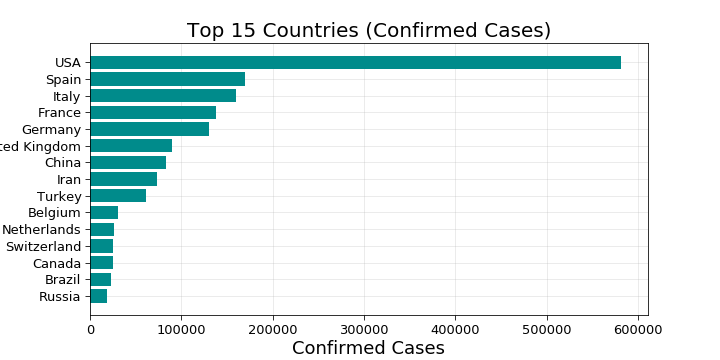 Top 15 Countries (Confirmed Cases)
USA
Spain
Italy
France
Germany
ted Kingdom
China
Iran
Turkey
Belgium
Netherlands
Switzerland
Canada
Brazil
Russia
0 100000 200000 300000 400000 500000 600000
Confirmed Cases